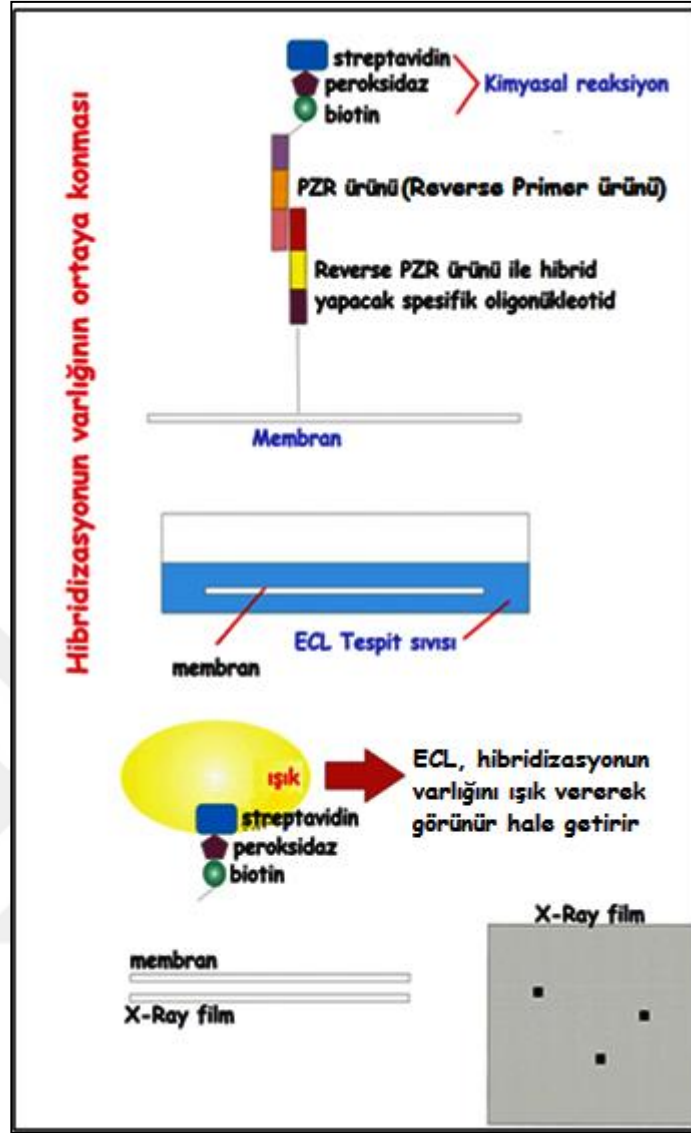 Hibridizasyonun varlığının ortaya konması
streptavidin
peroksidaz
biotin
Kimyasal reaksiyon
PZR ürünü (Reverse Primer ürünü)
Reverse PZR ürünü ile hibrid
yapacak spesifik oligonükleotid
Membran
ECL Tespit sıvısı
membran
ışık
ECL, hibridizasyonun
varlığını ışık vererek
görünür hale getirir
streptavidin
peroksidaz
biotin
X-Ray film
membran
X-Ray film